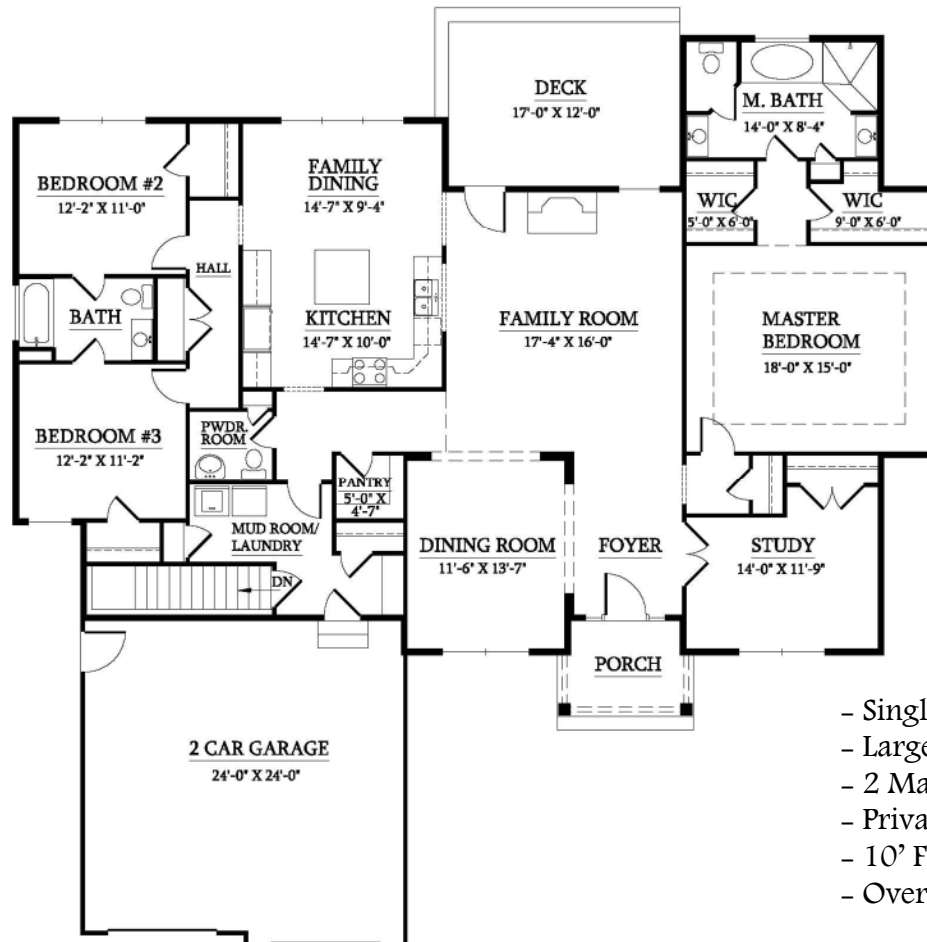 DECK
17'-0" X 12'-0"
M. BATH
14'-0" X 8'-4"
BEDROOM #2
12'-2" X 11'-0"
FAMILY
DINING
14'-7" X 9'-4"
WIC
5'-0" X 6'-0"
WIC
9'-0" X 6'-0"
HALL
BATH
KITCHEN
14'-7" X 10'-0"
FAMILY ROOM
17'-4" X 16'-0"
MASTER
BEDROOM
18'-0" X 15'-0"
BEDROOM #3
12'-2" X 11'-2"
PWDR.
ROOM
PANTRY
5'-0" X
4'-7"
MUD ROOM/
LAUNDRY
DINING ROOM
11'-6" X 13'-7"
FOYER
STUDY
14'-0" X 11'-9"
DN
PORCH
2 CAR GARAGE
24'-0" X 24'-0"
- Singl
- Large
- 2 Ma
- Priva
- 10' F
- Over